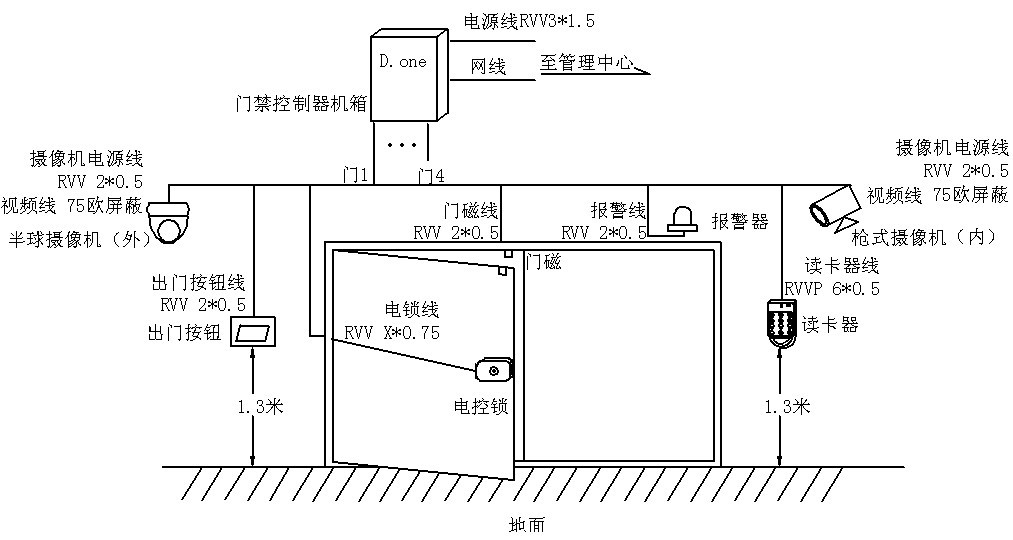 电源线RVV3*1.5
D.one
网线
至管理中心
门禁控制器机箱
...
摄像机电源线
RVV 2*0.5
视频线 75欧屏蔽
半球摄像机（外）
门1
门4
摄像机电源线
RVV 2*0.5
视频线 75欧屏蔽
枪式摄像机（内）
门磁线
RVV 2*0.5
报警线
RVV 2*0.5
报警器
门磁
出门按钮线
RVV 2*0.5
出门按钮
电锁线
RVV X*0.75
读卡器线
RVVP 6*0.5
读卡器
1.3米
电控锁
1.3米
地面